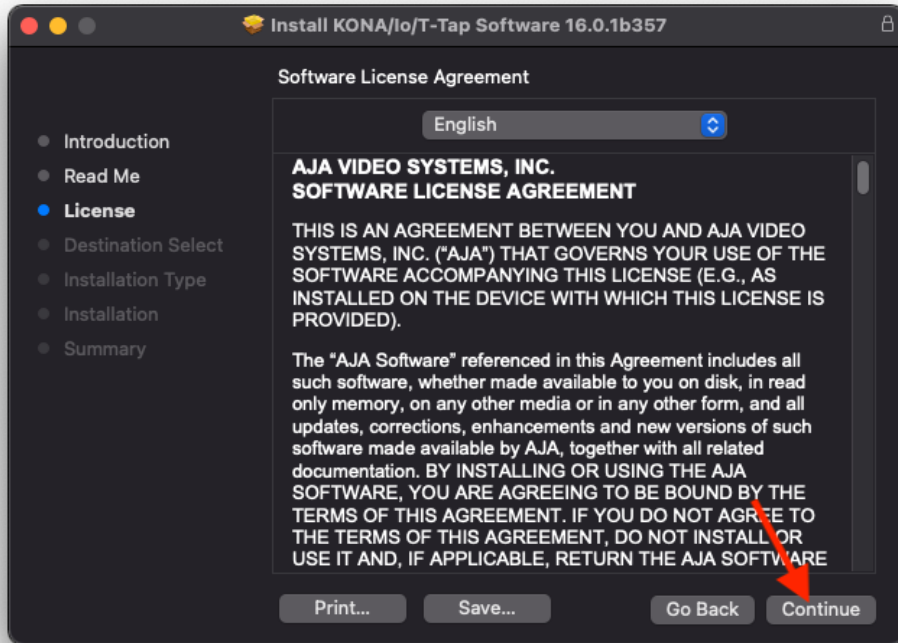 Install KONA/Io/T-Tap Software 16.0.1b357
Software License Agreement
English
Introduction
Read Me
License
Destination Select
Installation Type
Installation
Summary
AJA VIDEO SYSTEMS, INC.
SOFTWARE LICENSE AGREEMENT
THIS IS AN AGREEMENT BETWEEN YOU AND AJA VIDEO
SYSTEMS, INC. (“AJA”) THAT GOVERNS YOUR USE OF THE
SOFTWARE ACCOMPANYING THIS LICENSE (E.G., AS
INSTALLED ON THE DEVICE WITH WHICH THIS LICENSE IS
PROVIDED).
The “AJA Software” referenced in this Agreement includes all
such software, whether made available to you on disk, in read
only memory, on any other media or in any other form, and all
updates, corrections, enhancements and new versions of such
software made available by AJA, together with all related
documentation. BY INSTALLING OR USING THE AJA
SOFTWARE, YOU ARE AGREEING TO BE BOUND BY THE
TERMS OF THIS AGREEMENT. IF YOU DO NOT AGREE TO
THE TERMS OF THIS AGREEMENT, DO NOT INSTALL OR
USE IT AND, IF APPLICABLE, RETURN THE AJA SOFTWARE
Print...
Save...
Go Back
Continue